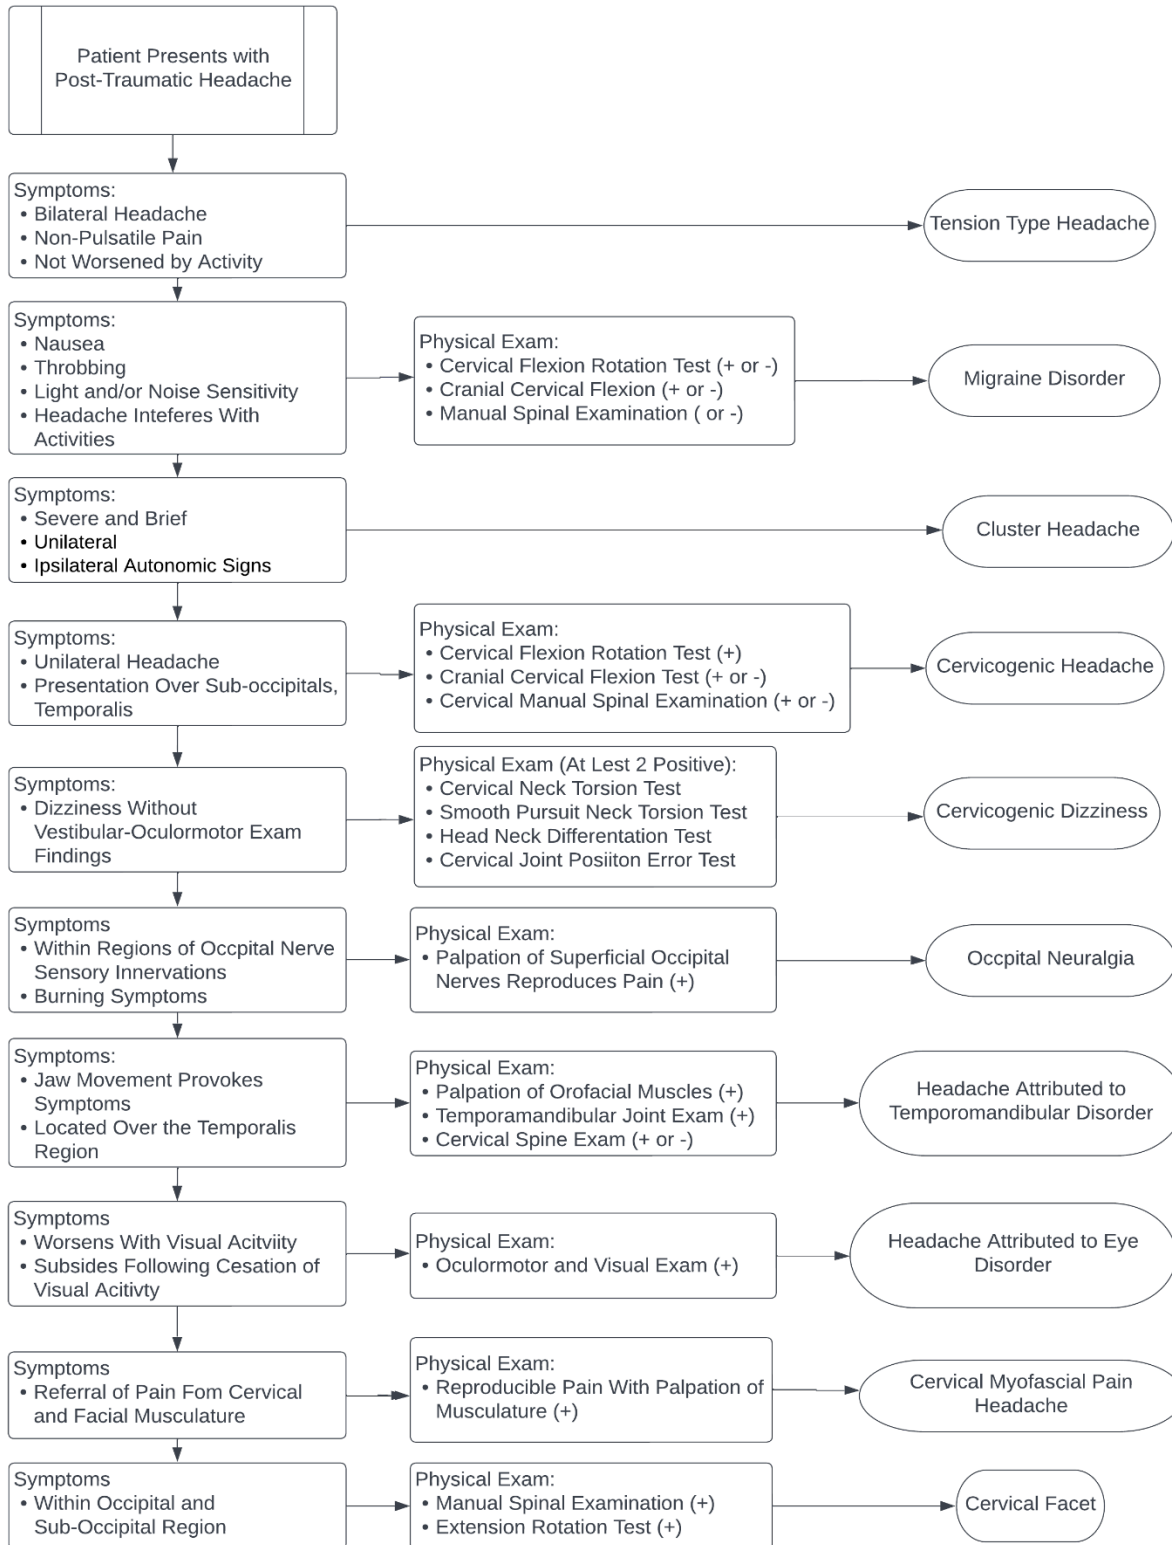 Patient Presents with
Post-Traumatic Headache
Symptoms:
• Bilateral Headache
• Non-Pulsatile Pain
• Not Worsened by Activity
Tension Type Headache
Symptoms:
• Nausea
• Throbbing
• Light and/or Noise Sensitivity
• Headache Inteferes With
Activities
Physical Exam:
• Cervical Flexion Rotation Test (+ or -)
• Cranial Cervical Flexion (+ or -)
• Manual Spinal Examination ( or -)
Migraine Disorder
Symptoms:
• Severe and Brief
• Unilateral
• Ipsilateral Autonomic Signs
Cluster Headache
Symptoms:
• Unilateral Headache
• Presentation Over Sub-occipitals,
Temporalis
Physical Exam:
• Cervical Flexion Rotation Test (+)
• Cranial Cervical Flexion Test (+ or -)
• Cervical Manual Spinal Examination (+ or -)
Cervicogenic Headache
Symptoms:
• Dizziness Without
Vestibular-Oculormotor Exam
Findings
Physical Exam (At Lest 2 Positive):
• Cervical Neck Torsion Test
• Smooth Pursuit Neck Torsion Test
• Head Neck Differentation Test
• Cervical Joint Posiiton Error Test
Cervicogenic Dizziness
Symptoms
• Within Regions of Occpital Nerve
Sensory Innervations
• Burning Symptoms
Physical Exam:
• Palpation of Superficial Occipital
Nerves Reproduces Pain (+)
Occpital Neuralgia
Symptoms:
• Jaw Movement Provokes
Symptoms
• Located Over the Temporalis
Region
Physical Exam:
• Palpation of Orofacial Muscles (+)
• Temporamandibular Joint Exam (+)
• Cervical Spine Exam (+ or -)
Headache Attributed to
Temporomandibular Disorder
Symptoms
• Worsens With Visual Acitviity
• Subsides Following Cesation of
Visual Acitivty
Physical Exam:
• Oculormotor and Visual Exam (+)
Headache Attributed to Eye
Disorder
Symptoms
• Referral of Pain Fom Cervical
and Facial Musculature
Physical Exam:
• Reproducible Pain With Palpation of
Musculature (+)
Cervical Myofascial Pain
Headache
Symptoms
• Within Occipital and
Sub-Occipital Region
Physical Exam:
• Manual Spinal Examination (+)
• Extension Rotation Test (+)
Cervical Facet